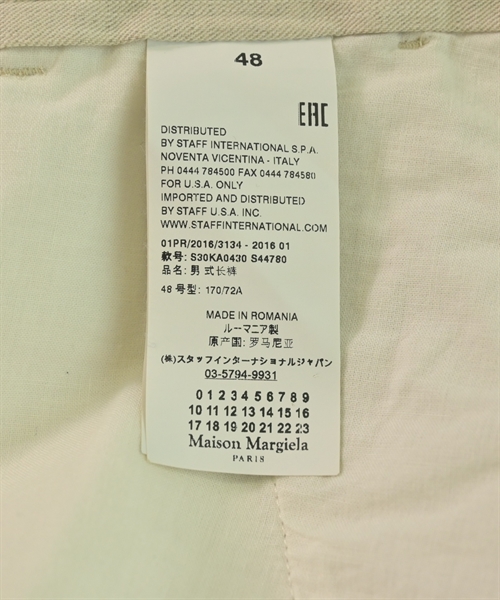 48
EAC
DISTRIBUTED
BY STAFF INTERNATIONAL S.P.A.
NOVENTA VICENTINA - ITALY
PH 0444 784500 FAX 0444 784580
FOR U.S.A. ONLY
IMPORTED AND DISTRIBUTED
BY STAFF U.S.A. INC.
WWW.STAFFINTERNATIONAL.COM
01PR/2016/3134 - 2016 01
款号: S30KA0430 S44780
品名: 男 式长裤
48 号型: 170/72A
MADE IN ROMANIA
ルーマニア製
原产国: 罗马尼亚
(株)スタッフインターナショナルジャパン
03-5794-9931
0 1 2 3 4 5 6 7 8 9
10 11 12 13 14 15 16
17 18 19 20 21 22 23
Maison Margiela
PARIS